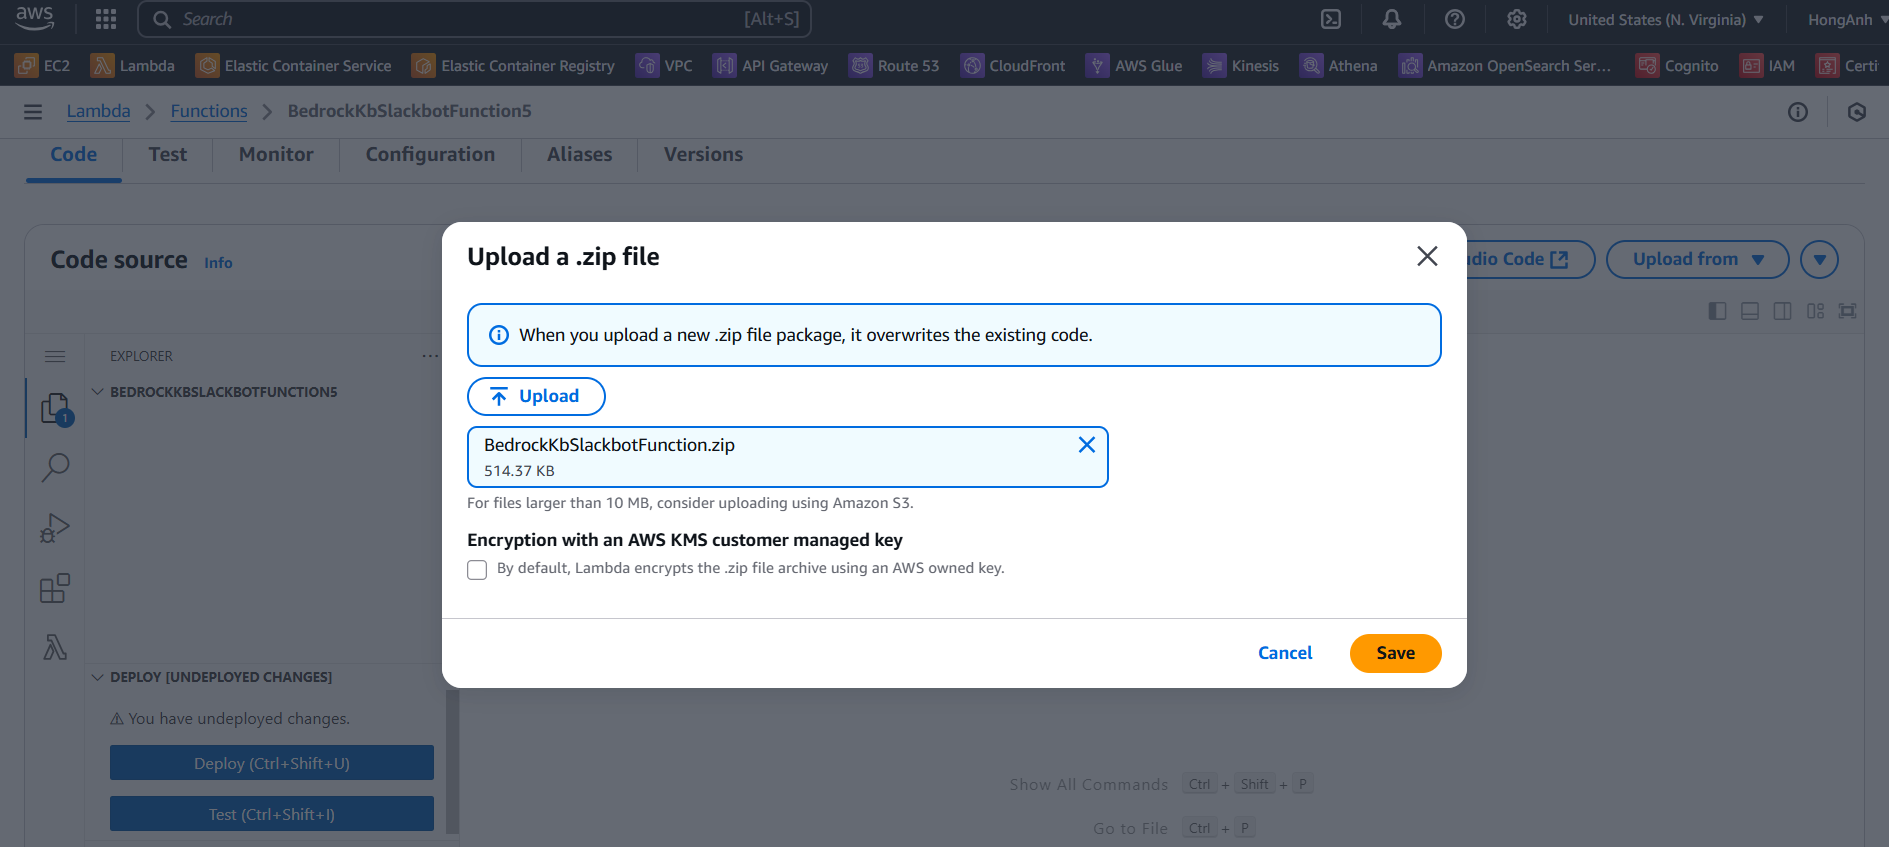 aws
Search [Alt+S] United States (N. Virginia) HongAnh
EC2 Lambda Elastic Container Service Elastic Container Registry VPC API Gateway Route 53 CloudFront AWS Glue Kinesis Athena Amazon OpenSearch Ser... Cognito IAM Certi
Lambda Functions BedrockKbSlackbotFunction5
Code Test Monitor Configuration Aliases Versions
Code source Info
udio Code Upload from
Upload a .zip file
When you upload a new .zip file package, it overwrites the existing code.
Upload
BedrockKbSlackbotFunction.zip
514.37 KB
For files larger than 10 MB, consider uploading using Amazon S3.
Encryption with an AWS KMS customer managed key
By default, Lambda encrypts the .zip file archive using an AWS owned key.
Cancel Save
EXPLORER ...
BEDROCKKBSLACKBOTFUNCTION5
1
DEPLOY [UNDEPLOYED CHANGES]
You have undeployed changes.
Deploy (Ctrl+Shift+U)
Test (Ctrl+Shift+I)
Show All Commands Ctrl + Shift + P
Go to File Ctrl + P